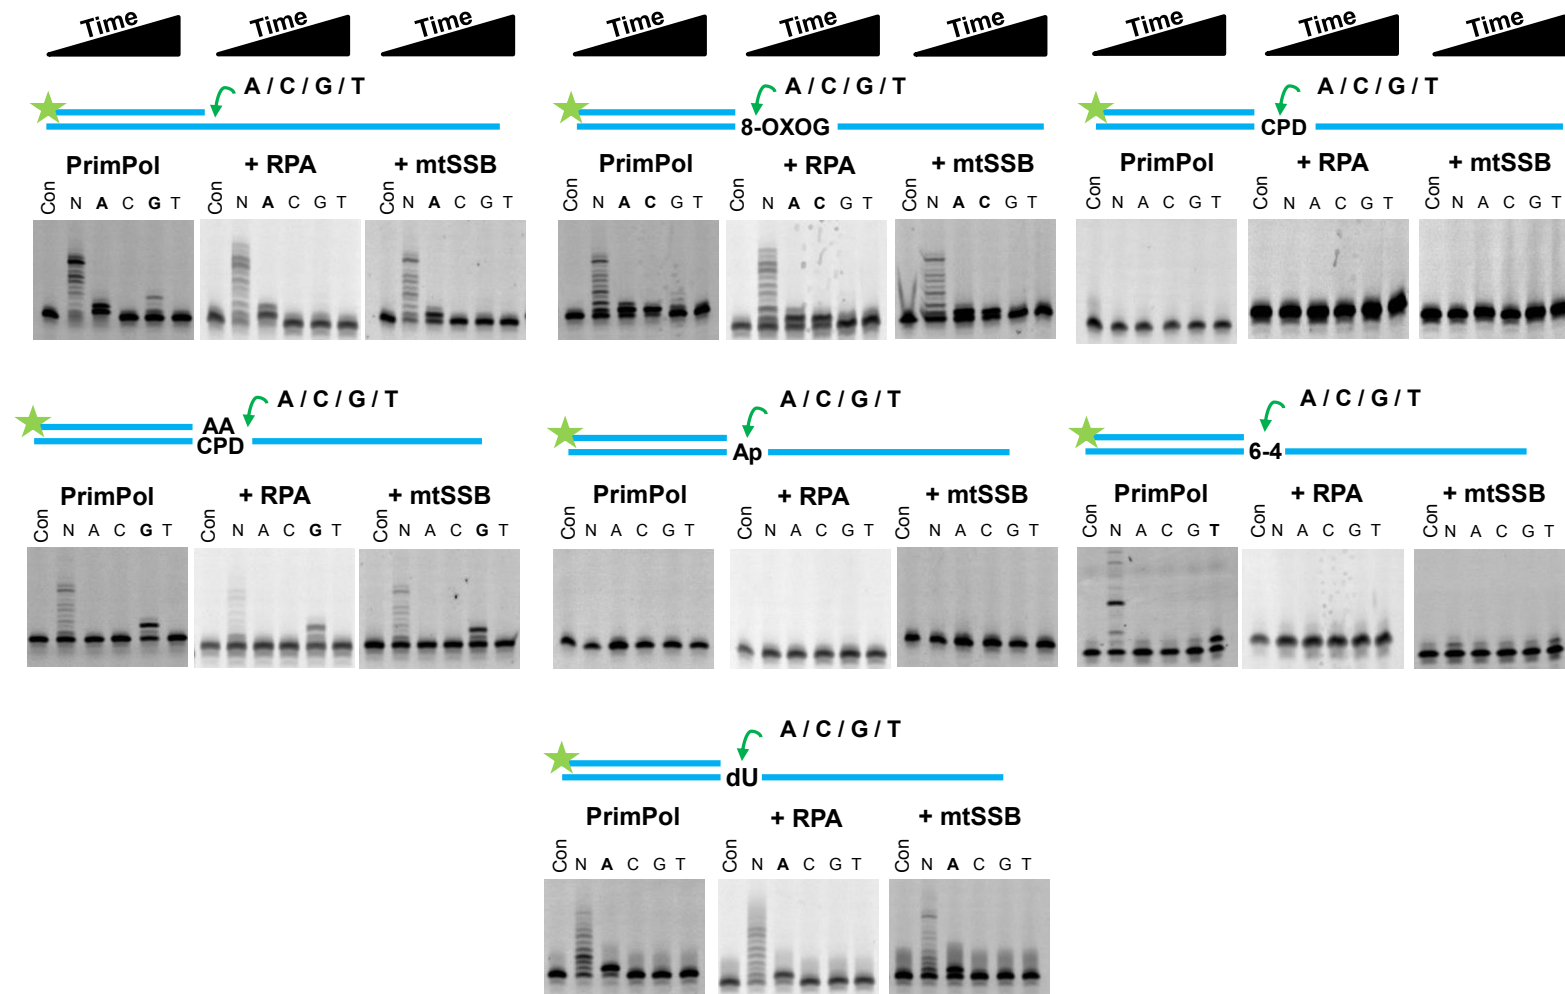 Time Time Time Time Time Time Time Time Time
A / C / G / T A / C / G / T A / C / G / T
8-OXOG CPD
PrimPol + RPA + mtSSB PrimPol + RPA + mtSSB PrimPol + RPA + mtSSB
Con N A C G T Con N A C G T Con N A C G T Con N A C G T Con N A C G T Con N A C G T Con N A C G T Con N A C G T Con N A C G T
A / C / G / T A / C / G / T A / C / G / T
AA
CPD Ap 6-4
PrimPol + RPA + mtSSB PrimPol + RPA + mtSSB PrimPol + RPA + mtSSB
Con N A C G T Con N A C G T Con N A C G T Con N A C G T Con N A C G T Con N A C G T Con N A C G T Con N A C G T Con N A C G T
A / C / G / T
dU
PrimPol + RPA + mtSSB
Con N A C G T Con N A C G T Con N A C G T